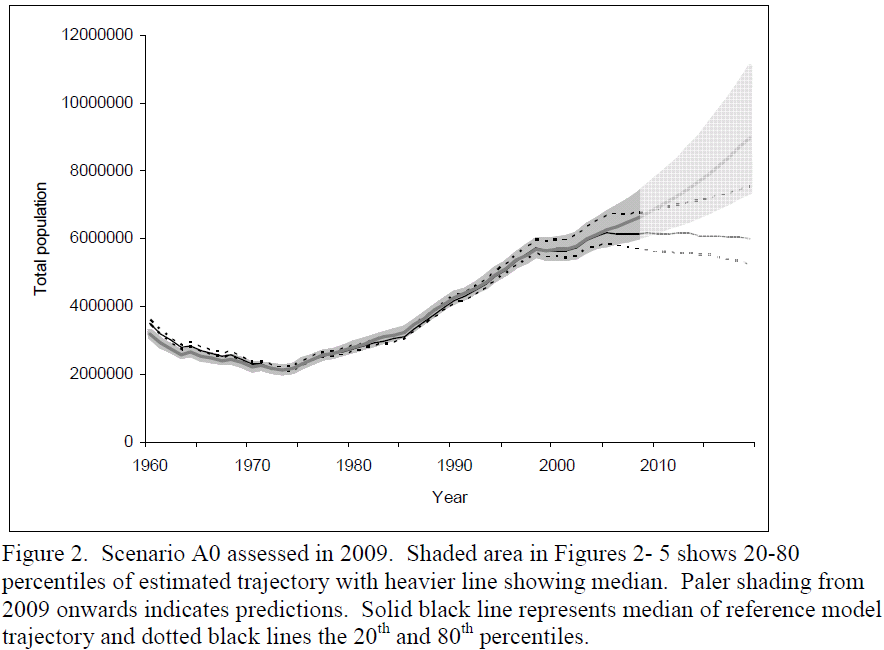 12000000
10000000
8000000
6000000
4000000
2000000
0
Total population
1960 1970 1980 1990 2000 2010
Year
Figure 2. Scenario A0 assessed in 2009. Shaded area in Figures 2- 5 shows 20-80
percentiles of estimated trajectory with heavier line showing median. Paler shading from
2009 onwards indicates predictions. Solid black line represents median of reference model
trajectory and dotted black lines the 20th and 80th percentiles.